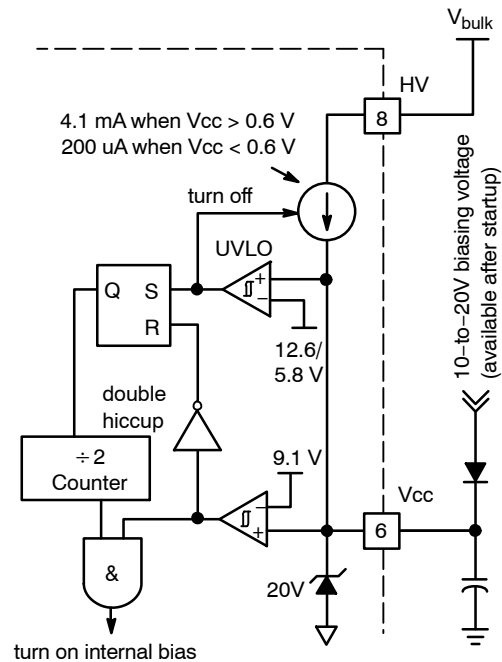 Vbulk
HV
8
4.1 mA when Vcc > 0.6 V
200 uA when Vcc < 0.6 V
turn off
UVLO
10−to−20V biasing voltage
(available after startup)
Q
S
R
+
−
12.6/
5.8 V
double
hiccup
÷ 2
Counter
9.1 V
−
+
Vcc
6
&
20V
turn on internal bias